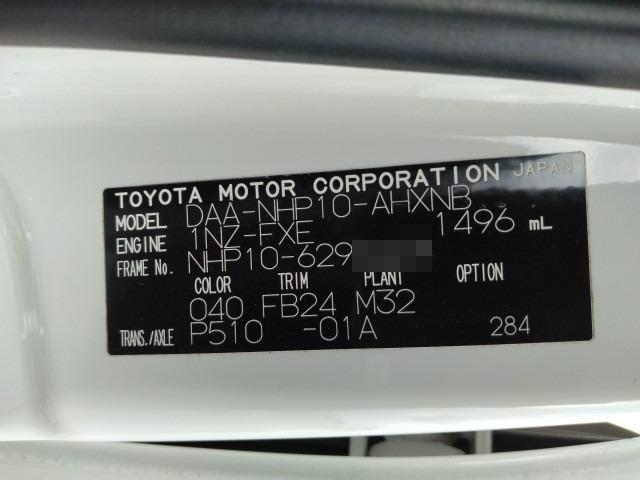 TOYOTA MOTOR CORPORATION JAPAN
MODEL DAA-NHP10-AHXNB
ENGINE 1NZ-FXE 1496 mL
FRAME No. NHP10-629
COLOR TRIM PLANT OPTION
040 FB24 M32
TRANS./AXLE P510 -01A 284